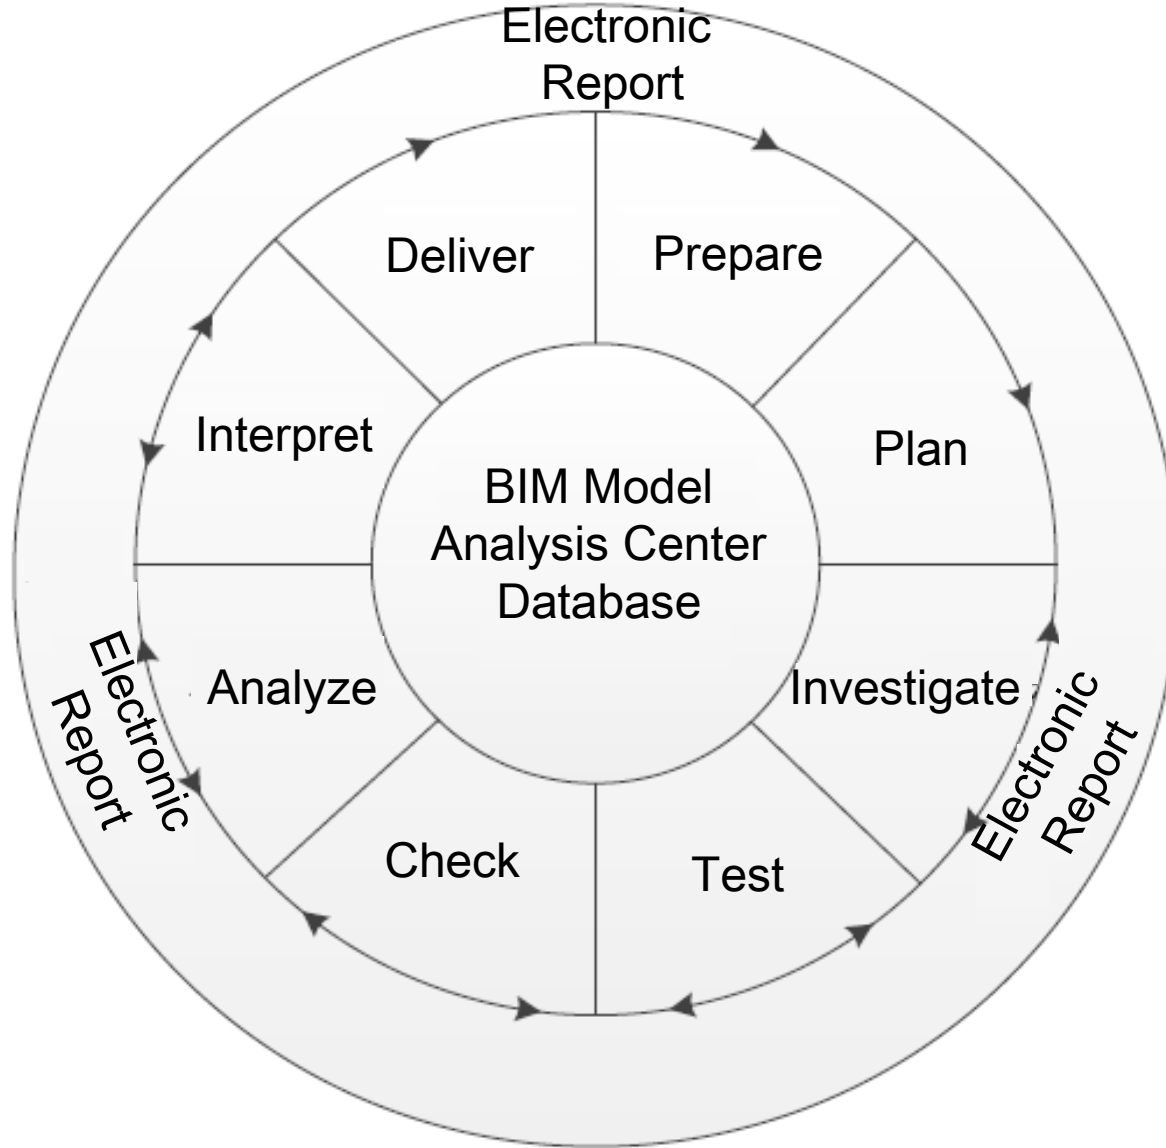 Electronic
Report
Deliver
Prepare
Interpret
Plan
BIM Model
Analysis Center
Database
Analyze
Investigate
Electronic
Report
Electronic
Report
Check
Test